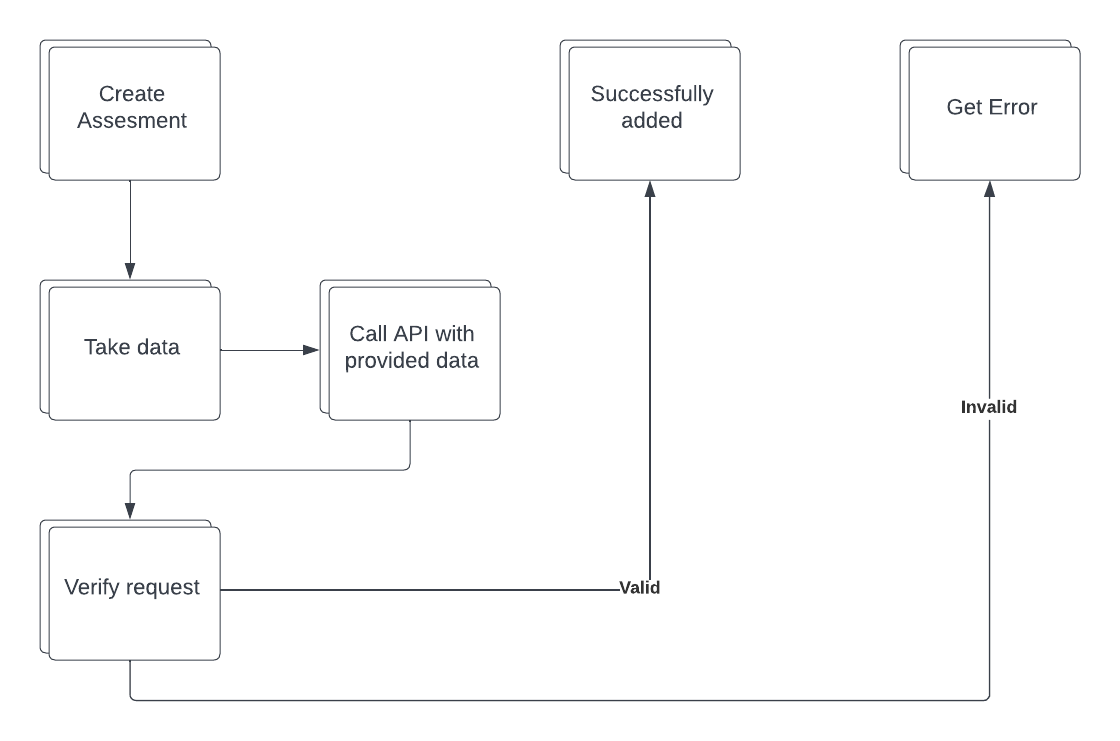 Create
Assesment
Successfully
added
Get Error
Take data
Call API with
provided data
Invalid
Verify request
Valid